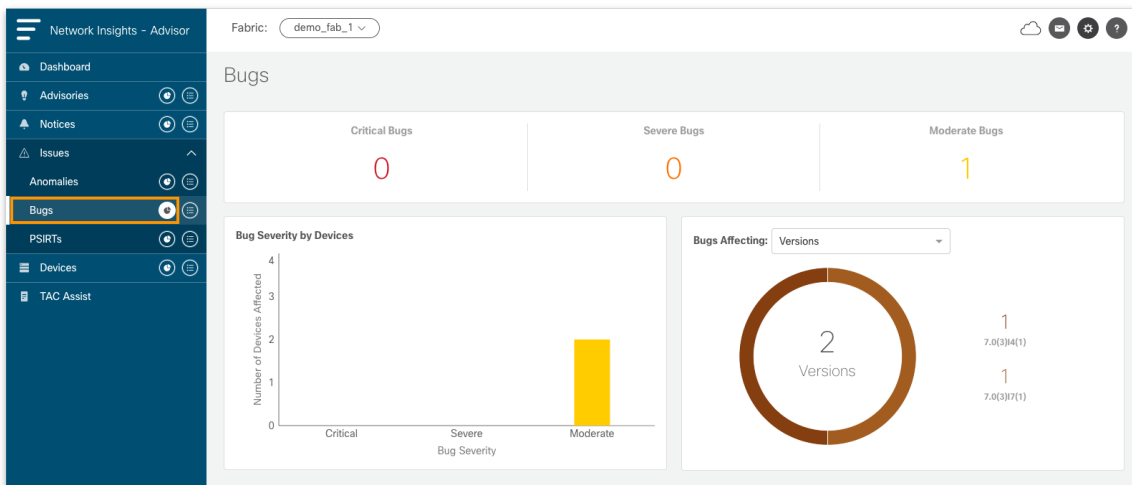 Network Insights - Advisor
Fabric: demo_fab_1
?
Dashboard
Advisories
Notices
Issues
Anomalies
Bugs
PSIRTs
Devices
TAC Assist
Bugs
Critical Bugs
0
Severe Bugs
0
Moderate Bugs
1
Bug Severity by Devices
Number of Devices Affected
4
3
2
1
0
Critical Severe Moderate
Bug Severity
Bugs Affecting: Versions
2
Versions
1
7.0(3)I4(1)
1
7.0(3)I7(1)